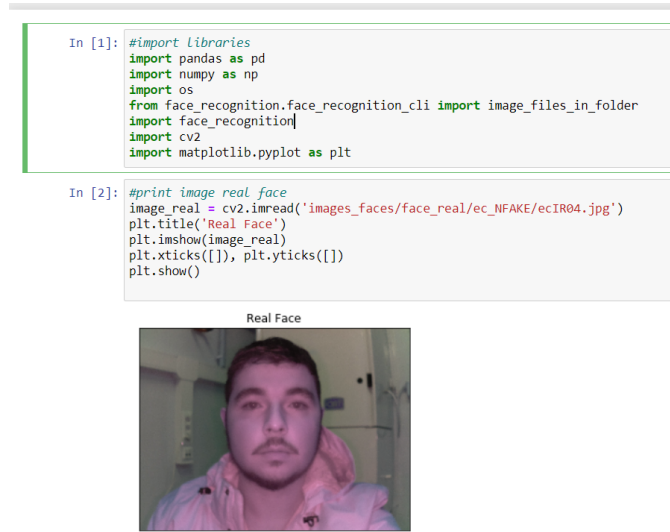 In [1]: #import libraries
import pandas as pd
import numpy as np
import os
from face_recognition.face_recognition_cli import image_files_in_folder
import face_recognition
import cv2
import matplotlib.pyplot as plt
In [2]: #print image real face
image_real = cv2.imread('images_faces/face_real/ec_NFAKE/ecIR04.jpg')
plt.title('Real Face')
plt.imshow(image_real)
plt.xticks([]), plt.yticks([])
plt.show()
Real Face